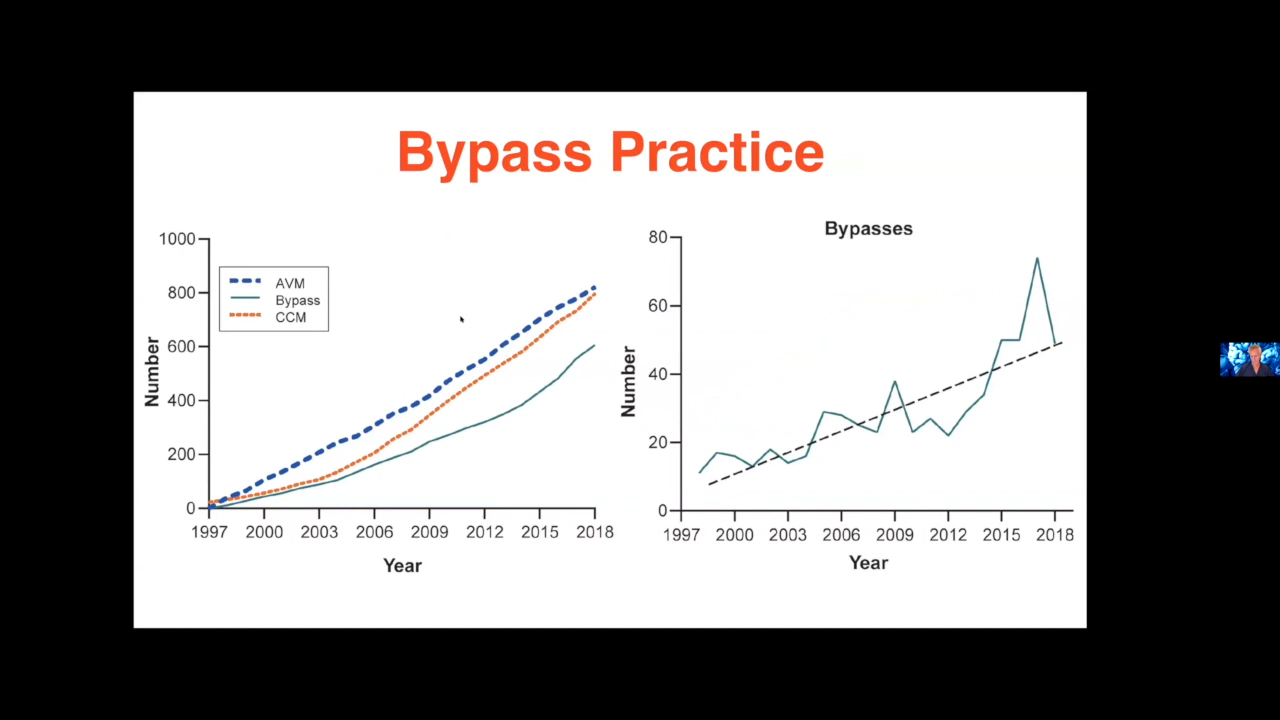 Bypass Practice
1000
800
600
400
200
0
Number
AVM
Bypass
CCM
1997 2000 2003 2006 2009 2012 2015 2018
Year
Bypasses
80
60
40
20
0
Number
1997 2000 2003 2006 2009 2012 2015 2018
Year